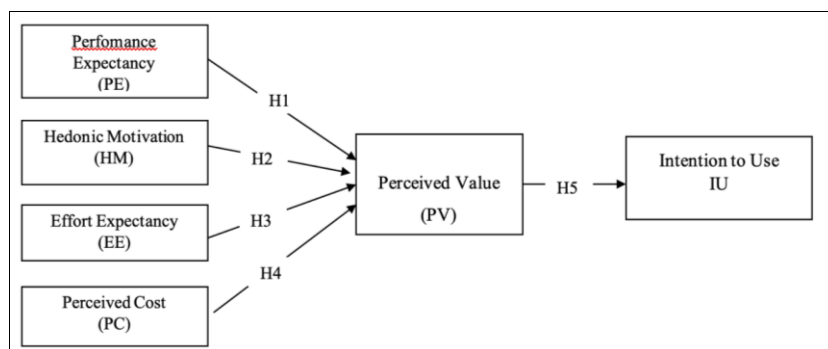 Perfomance
Expectancy
(PE)
H1
Hedonic Motivation
(HM)
H2
Effort Expectancy
(EE)
H3
Perceived Cost
(PC)
H4
Perceived Value
(PV)
H5
Intention to Use
IU